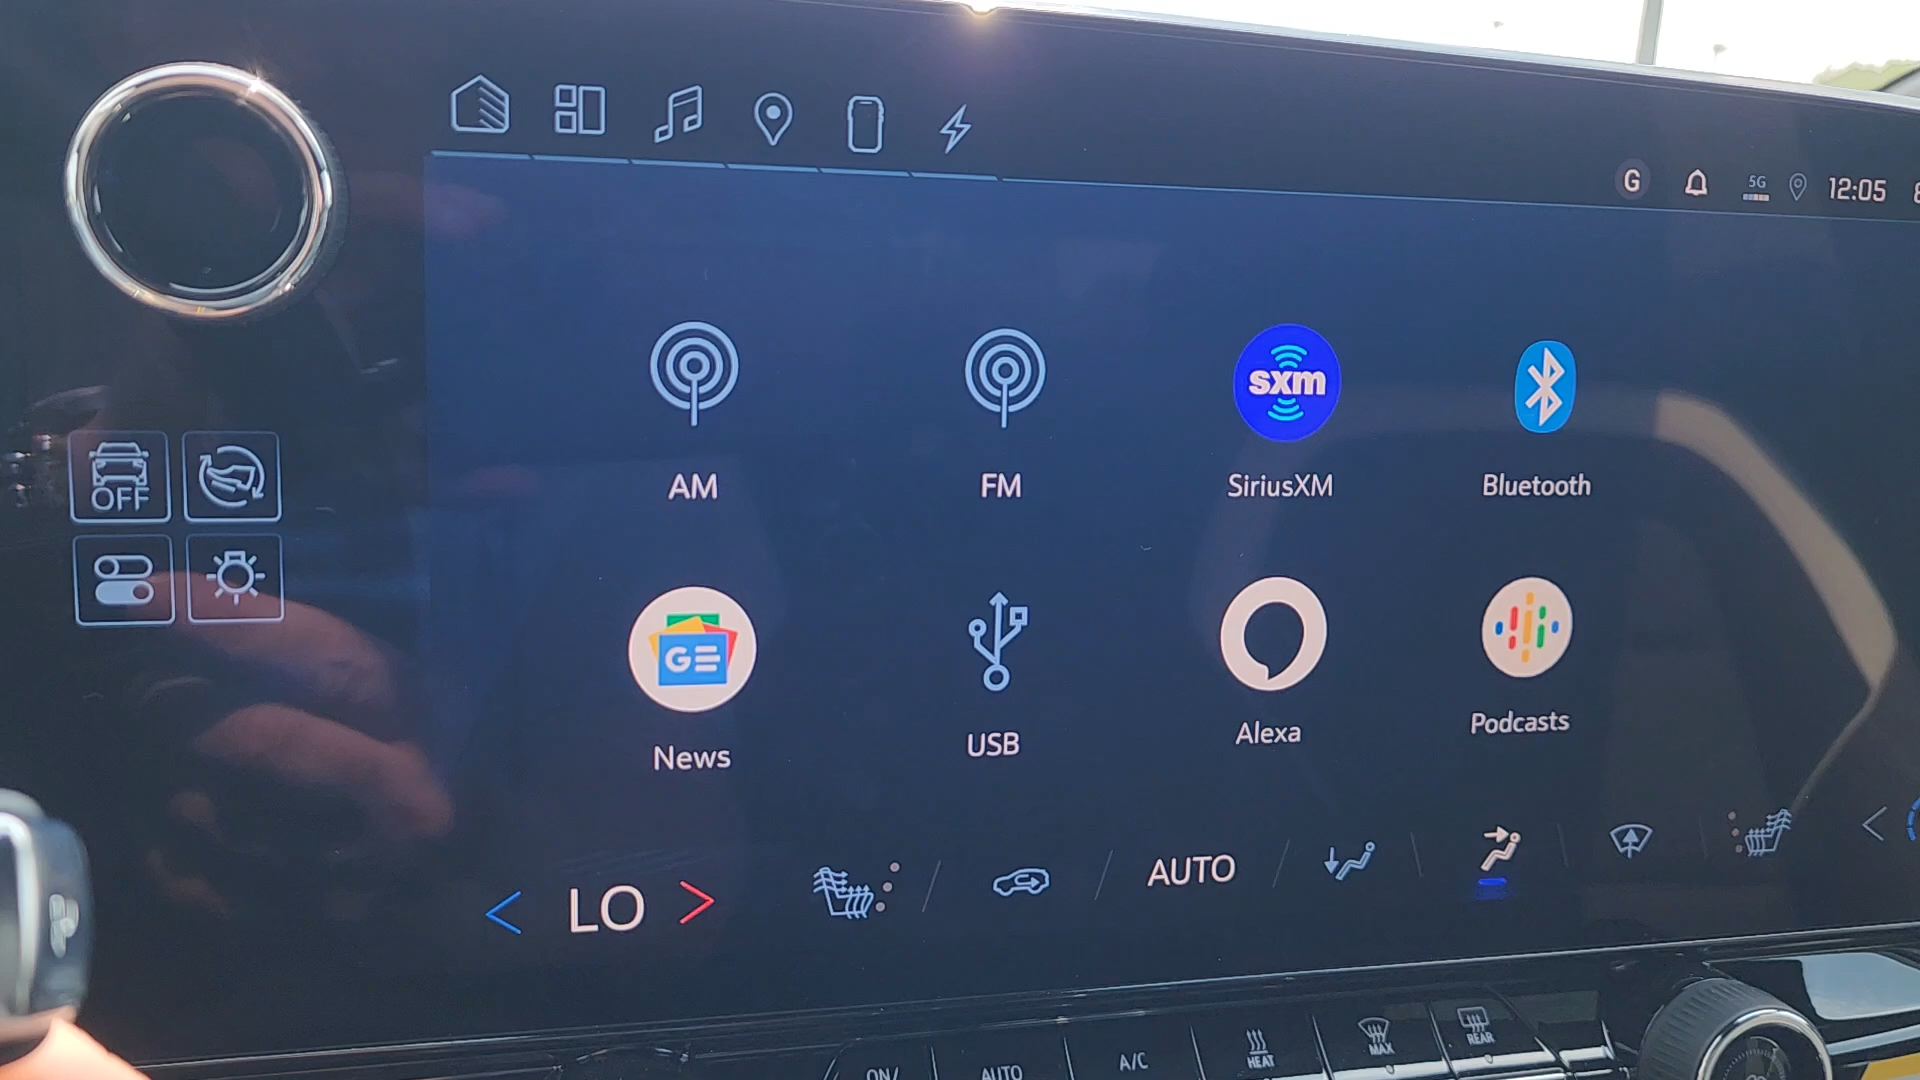 G 5G 12:05
AM FM sxm SiriusXM Bluetooth
OFF
GE
News USB Alexa Podcasts
LO AUTO
ON/ AUTO A/C HEAT MAX REAR